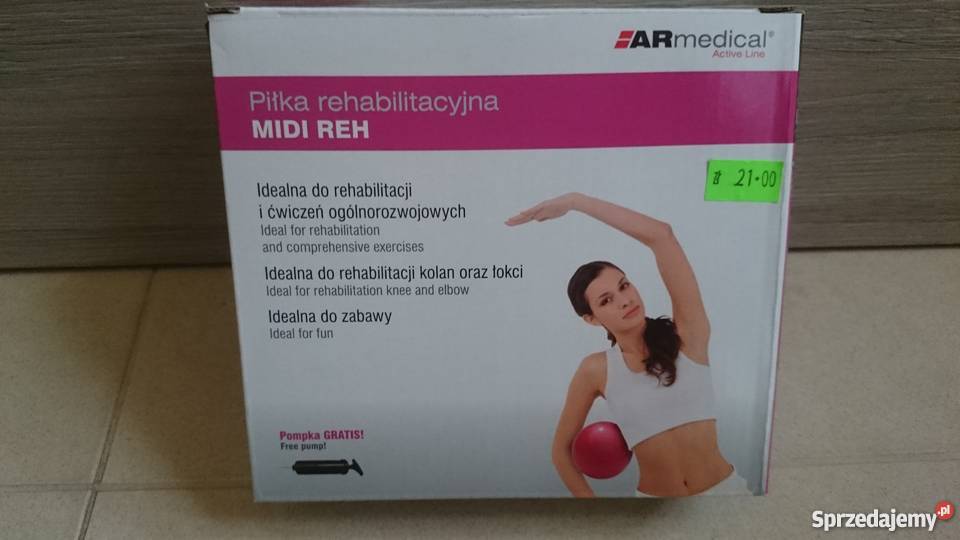 ARmedical®
Active Line
Piłka rehabilitacyjna
MIDI REH
zł 21.00
Idealna do rehabilitacji
i ćwiczeń ogólnorozwojowych
Ideal for rehabilitation
and comprehensive exercises
Idealna do rehabilitacji kolan oraz łokci
Ideal for rehabilitation knee and elbow
Idealna do zabawy
Ideal for fun
Pompka GRATIS!
Free pump!
Sprzedajemy.pl